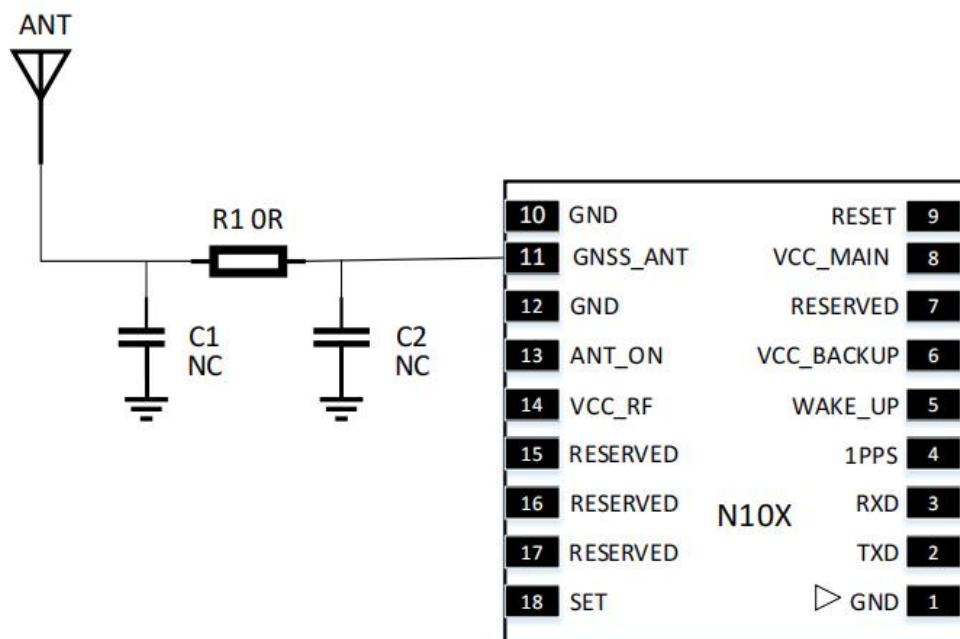 ANT
R1 0R
C1
NC
C2
NC
10 GND RESET 9
11 GNSS_ANT VCC_MAIN 8
12 GND RESERVED 7
13 ANT_ON VCC_BACKUP 6
14 VCC_RF WAKE_UP 5
15 RESERVED 1PPS 4
16 RESERVED RXD 3
N10X
17 RESERVED TXD 2
18 SET GND 1